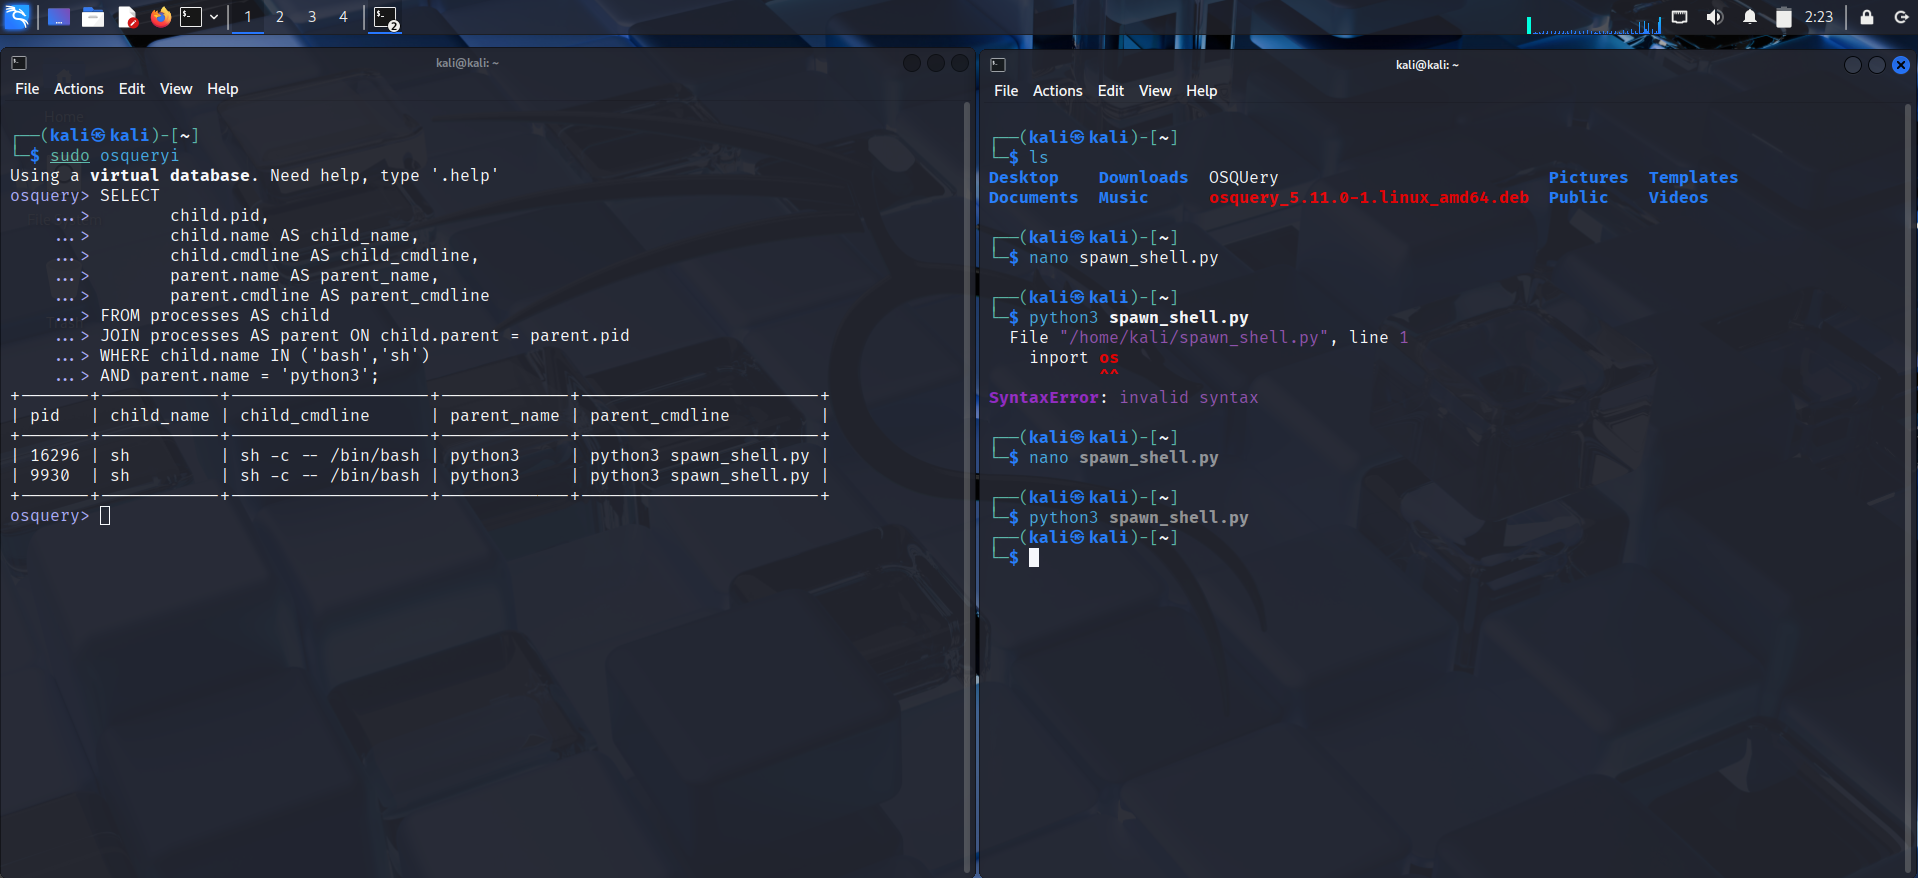 1 2 3 4 2 2:23
kali@kali: ~
File Actions Edit View Help
┌──(kali㉿kali)-[~]
└─$ sudo osqueryi
Using a virtual database. Need help, type '.help'
osquery> SELECT
...> child.pid,
...> child.name AS child_name,
...> child.cmdline AS child_cmdline,
...> parent.name AS parent_name,
...> parent.cmdline AS parent_cmdline
...> FROM processes AS child
...> JOIN processes AS parent ON child.parent = parent.pid
...> WHERE child.name IN ('bash','sh')
...> AND parent.name = 'python3';
+-------+------------+--------------------+-------------+------------------------+
| pid | child_name | child_cmdline | parent_name | parent_cmdline |
+-------+------------+--------------------+-------------+------------------------+
| 16296 | sh | sh -c -- /bin/bash | python3 | python3 spawn_shell.py |
| 9930 | sh | sh -c -- /bin/bash | python3 | python3 spawn_shell.py |
+-------+------------+--------------------+-------------+------------------------+
osquery>
kali@kali: ~
File Actions Edit View Help
┌──(kali㉿kali)-[~]
└─$ ls
Desktop Downloads OSQUery Pictures Templates
Documents Music osquery_5.11.0-1.linux_amd64.deb Public Videos
┌──(kali㉿kali)-[~]
└─$ nano spawn_shell.py
┌──(kali㉿kali)-[~]
└─$ python3 spawn_shell.py
File "/home/kali/spawn_shell.py", line 1
inport os
^^
SyntaxError: invalid syntax
┌──(kali㉿kali)-[~]
└─$ nano spawn_shell.py
┌──(kali㉿kali)-[~]
└─$ python3 spawn_shell.py
┌──(kali㉿kali)-[~]
└─$